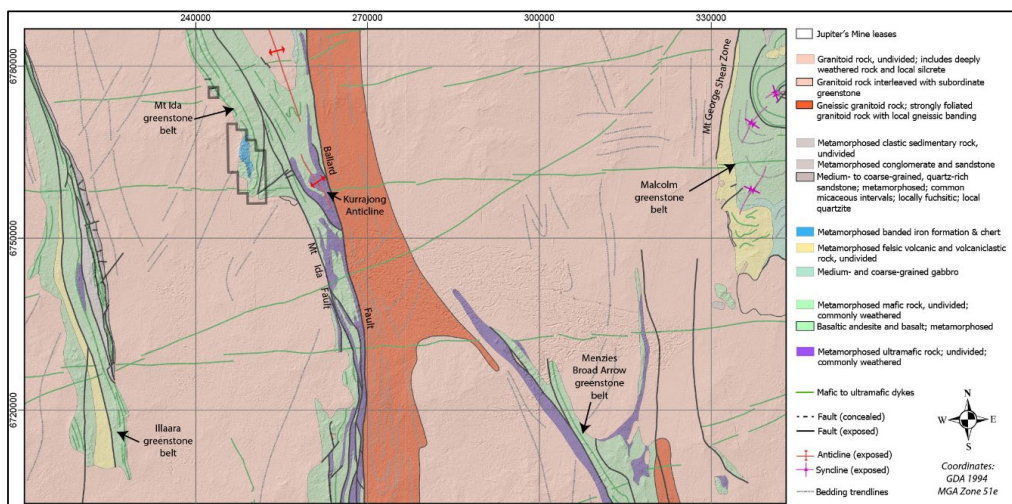 240000
270000
300000
330000
6780000
6750000
6720000
Mt Ida
greenstone
belt
Ballard
Kurrajong
Anticline
Mt Ida Fault
Fault
Mt George Shear Zone
Malcolm
greenstone
belt
Menzies
Broad Arrow
greenstone
belt
Illaara
greenstone
belt
Jupiter's Mine leases
Granitoid rock, undivided; includes deeply
weathered rock and local silcrete
Granitoid rock interleaved with subordinate
greenstone
Gneissic granitoid rock; strongly foliated
granitoid rock with local gneissic banding
Metamorphosed clastic sedimentary rock,
undivided
Metamorphosed conglomerate and sandstone
Medium- to coarse-grained, quartz-rich
sandstone; metamorphosed; common
micaceous intervals; locally fuchsitic; local
quartzite
Metamorphosed banded iron formation & chert
Metamorphosed felsic volcanic and volcaniclastic
rock, undivided
Medium- and coarse-grained gabbro
Metamorphosed mafic rock, undivided;
commonly weathered
Basaltic andesite and basalt; metamorphosed
Metamorphosed ultramafic rock; undivided;
commonly weathered
Mafic to ultramafic dykes
Fault (concealed)
Fault (exposed)
Anticline (exposed)
Syncline (exposed)
Bedding trendlines
N
W
E
S
Coordinates:
GDA 1994
MGA Zone 51e